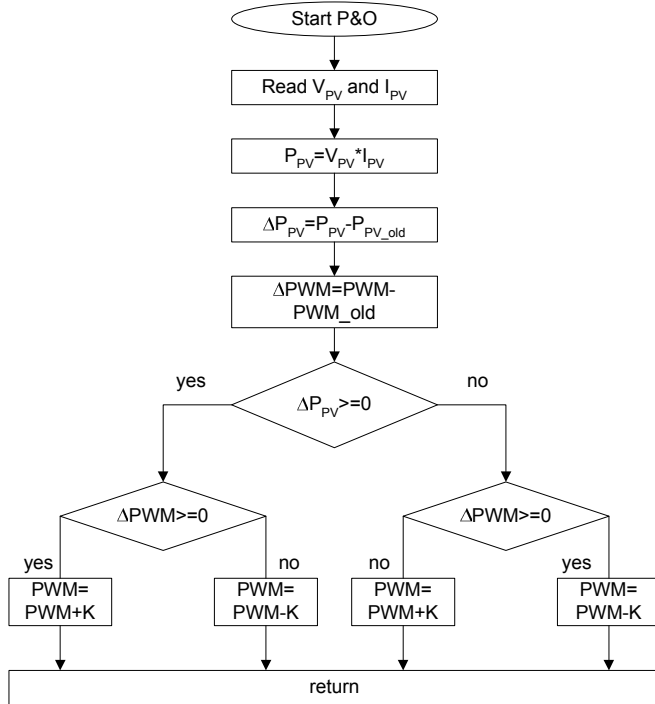 Start P&O
Read V_PV and I_PV
P_PV=V_PV*I_PV
ΔP_PV=P_PV-P_PV_old
ΔPWM=PWM-
PWM_old
yes
no
ΔP_PV>=0
ΔPWM>=0
ΔPWM>=0
yes
no
no
yes
PWM=
PWM+K
PWM=
PWM-K
PWM=
PWM+K
PWM=
PWM-K
return